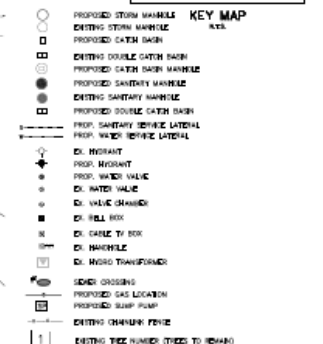 PROPOSED STORM MANHOLE
KEY MAP
EXISTING STORM MANHOLE
N.T.S.
PROPOSED CATCH BASIN
EXISTING DOUBLE CATCH BASIN
PROPOSED CATCH BASIN MANHOLE
PROPOSED SANITARY MANHOLE
EXISTING SANITARY MANHOLE
PROPOSED DOUBLE CATCH BASIN
PROP. SANITARY SERVICE LATERAL
PROP. WATER SERVICE LATERAL
EX. HYDRANT
PROP. HYDRANT
PROP. WATER VALVE
EX. WATER VALVE
EX. VALVE CHAMBER
EX. BELL BOX
EX. CABLE TV BOX
EX. HANDHOLE
EX. HYDRO TRANSFORMER
SEWER CROSSING
PROPOSED GAS LOCATION
PROPOSED SUMP PUMP
EXISTING CHAINLINK FENCE
1 EXISTING TREE NUMBER (TREES TO REMAIN)